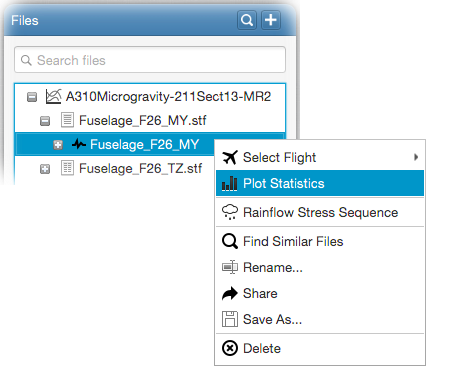 Files
Search files
A310Microgravity-211Sect13-MR2
Fuselage_F26_MY.stf
Fuselage_F26_MY
Fuselage_F26_TZ.stf
Select Flight
Plot Statistics
Rainflow Stress Sequence
Find Similar Files
Rename...
Share
Save As...
Delete